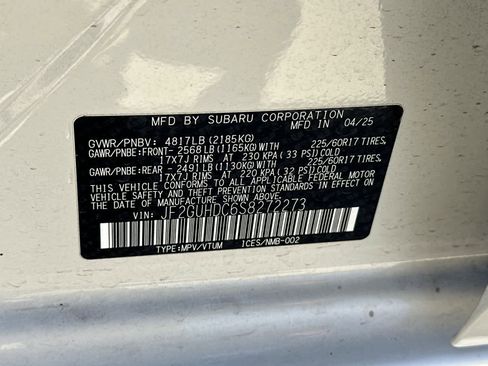 MFD BY SUBARU CORPORATION 04/25
GVWR/PNBV: 4817LB (2185KG)
GAWR/PNBE:FRONT- 2568LB (1165KG)WITH 225/60R17 TIRES,
17X7J RIMS AT 230 KPA ( 33 PSI)COLD
GAWR/PNBE:REAR - 2491LB (1130KG)WITH 225/60R17 TIRES,
17X7J RIMS AT 220 KPA ( 32 PSI)COLD
THIS VEHICLE CONFORMS TO ALL APPLICABLE FEDERAL MOTOR
VEHICLE SAFETY, BUMPER, AND THEFT PREVENTION STANDARDS IN
EFFECT ON THE DATE OF MANUFACTURE SHOWN ABOVE.
VIN: JF2GUHDC6S8272273
TYPE:MPV/VTUM ICES/NMB-002